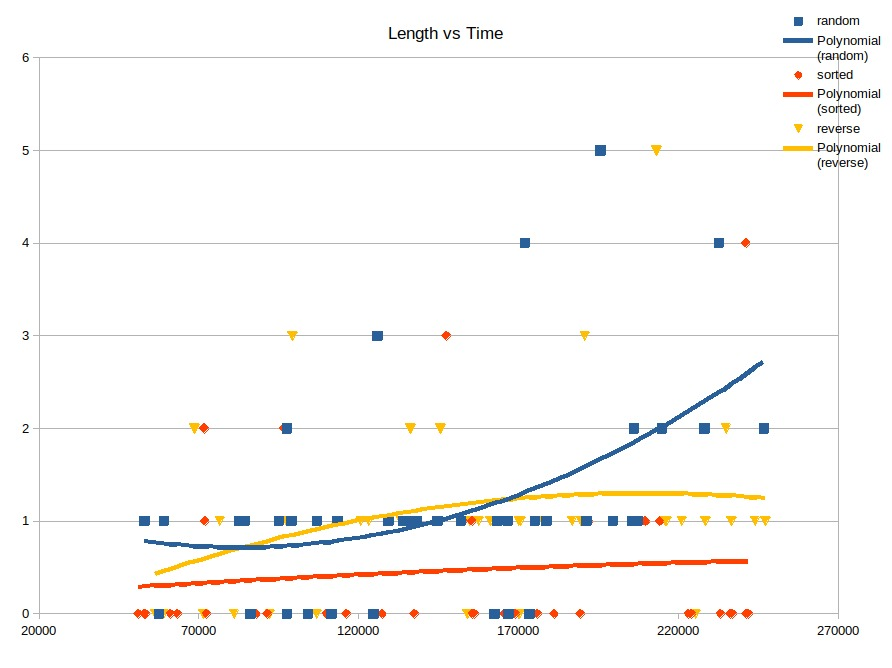 Length vs Time
random
Polynomial
(random)
sorted
Polynomial
(sorted)
reverse
Polynomial
(reverse)
6
5
4
3
2
1
0
20000 70000 120000 170000 220000 270000